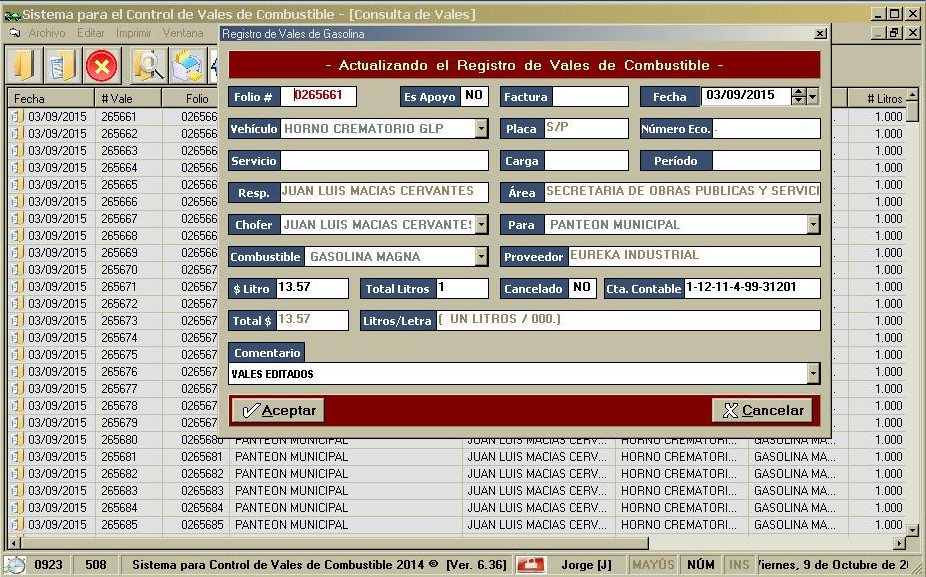 Sistema para el Control de Vales de Combustible - [Consulta de Vales]
Archivo Editar Imprimir Ventana
Registro de Vales de Gasolina
- Actualizando el Registro de Vales de Combustible -
Folio # 0265661 Es Apoyo NO Factura Fecha 03/09/2015
Vehículo HORNO CREMATORIO GLP Placa S/P Número Eco. -
Servicio Carga Período
Resp. JUAN LUIS MACIAS CERVANTES Área SECRETARIA DE OBRAS PUBLICAS Y SERVICI
Chofer JUAN LUIS MACIAS CERVANTES Para PANTEON MUNICIPAL
Combustible GASOLINA MAGNA Proveedor EUREKA INDUSTRIAL
$ Litro 13.57 Total Litros 1 Cancelado NO Cta. Contable 1-12-11-4-99-31201
Total $ 13.57 Litros/Letra ( UN LITROS / 000.)
Comentario
VALES EDITADOS
Aceptar Cancelar
Fecha # Vale Folio # Litros
03/09/2015 265661 026566 1.000
03/09/2015 265662 026566 1.000
03/09/2015 265663 026566 1.000
03/09/2015 265664 026566 1.000
03/09/2015 265665 026566 1.000
03/09/2015 265666 026566 1.000
03/09/2015 265667 026566 1.000
03/09/2015 265668 026566 1.000
03/09/2015 265669 026566 1.000
03/09/2015 265670 026567 1.000
03/09/2015 265671 026567 1.000
03/09/2015 265672 026567 1.000
03/09/2015 265673 026567 1.000
03/09/2015 265674 026567 1.000
03/09/2015 265675 026567 1.000
03/09/2015 265676 026567 1.000
03/09/2015 265677 026567 1.000
03/09/2015 265678 026567 1.000
03/09/2015 265679 026567 1.000
03/09/2015 265680 0265680 PANTEON MUNICIPAL JUAN LUIS MACIAS CERV... HORNO CREMATORI... GASOLINA MA... 1.000
03/09/2015 265681 0265681 PANTEON MUNICIPAL JUAN LUIS MACIAS CERV... HORNO CREMATORI... GASOLINA MA... 1.000
03/09/2015 265682 0265682 PANTEON MUNICIPAL JUAN LUIS MACIAS CERV... HORNO CREMATORI... GASOLINA MA... 1.000
03/09/2015 265683 0265683 PANTEON MUNICIPAL JUAN LUIS MACIAS CERV... HORNO CREMATORI... GASOLINA MA... 1.000
03/09/2015 265684 0265684 PANTEON MUNICIPAL JUAN LUIS MACIAS CERV... HORNO CREMATORI... GASOLINA MA... 1.000
03/09/2015 265685 0265685 PANTEON MUNICIPAL JUAN LUIS MACIAS CERV... HORNO CREMATORI... GASOLINA MA... 1.000
0923 508 Sistema para Control de Vales de Combustible 2014 © [Ver. 6.36] Jorge [J] MAYÚS NÚM INS Viernes, 9 de Octubre de 2